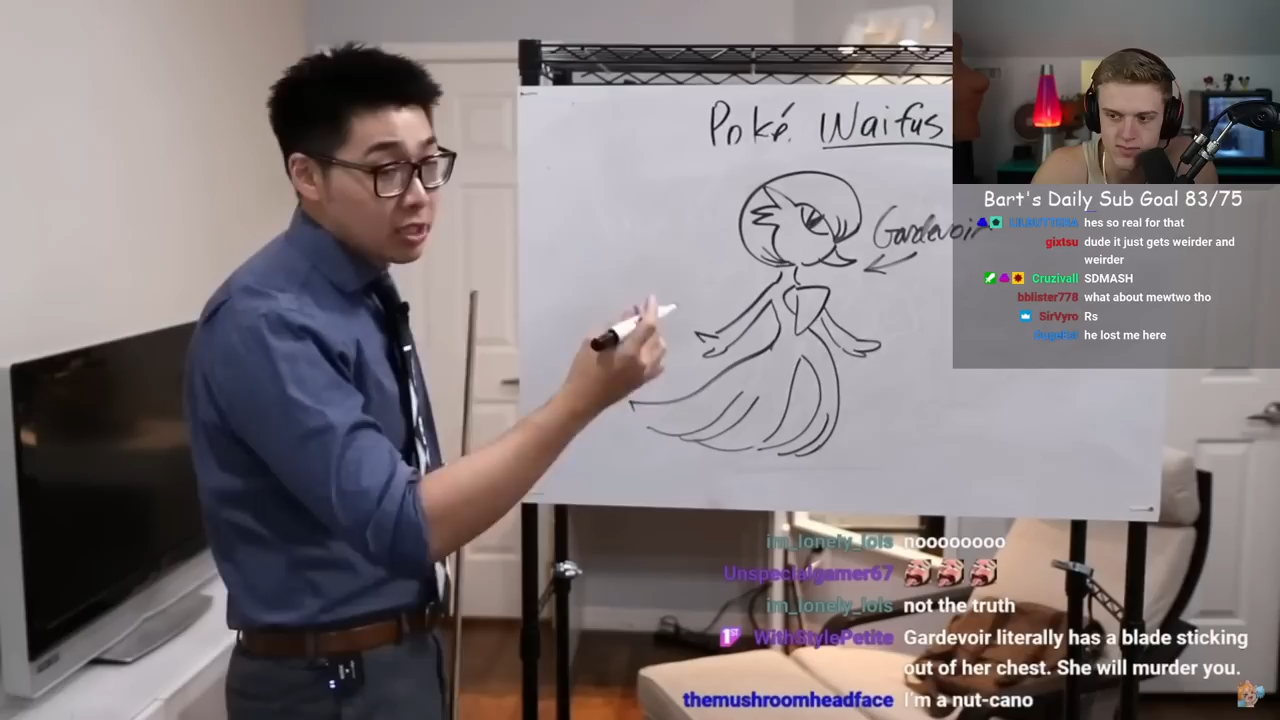 Poké. Waifus
Gardevoir
Bart's Daily Sub Goal 83/75
hes so real for that
gixtsu dude it just gets weirder and
weirder
Cruzivall SDMASH
bblister778 what about mewtwo tho
SirVyro Rs
he lost me here
im_lonely_lols noooooooo
Unspecialgamer67
im_lonely_lols not the truth
WithStylePetite Gardevoir literally has a blade sticking
out of her chest. She will murder you.
themushroomheadface I'm a nut-cano